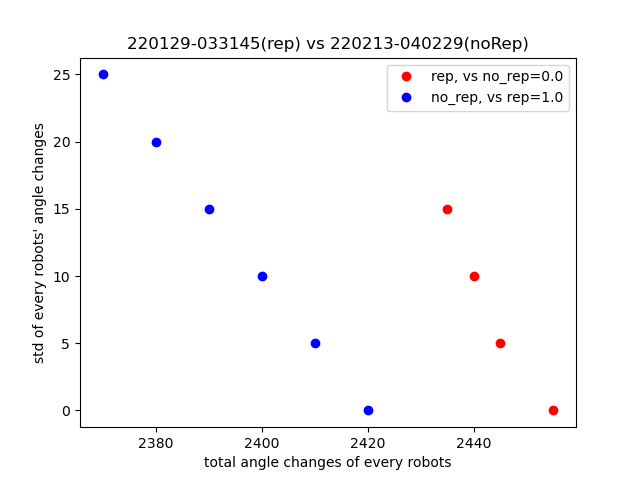 220129-033145(rep) vs 220213-040229(noRep)
rep, vs no_rep=0.0
no_rep, vs rep=1.0
std of every robots' angle changes
25
20
15
10
5
0
2380 2400 2420 2440
total angle changes of every robots